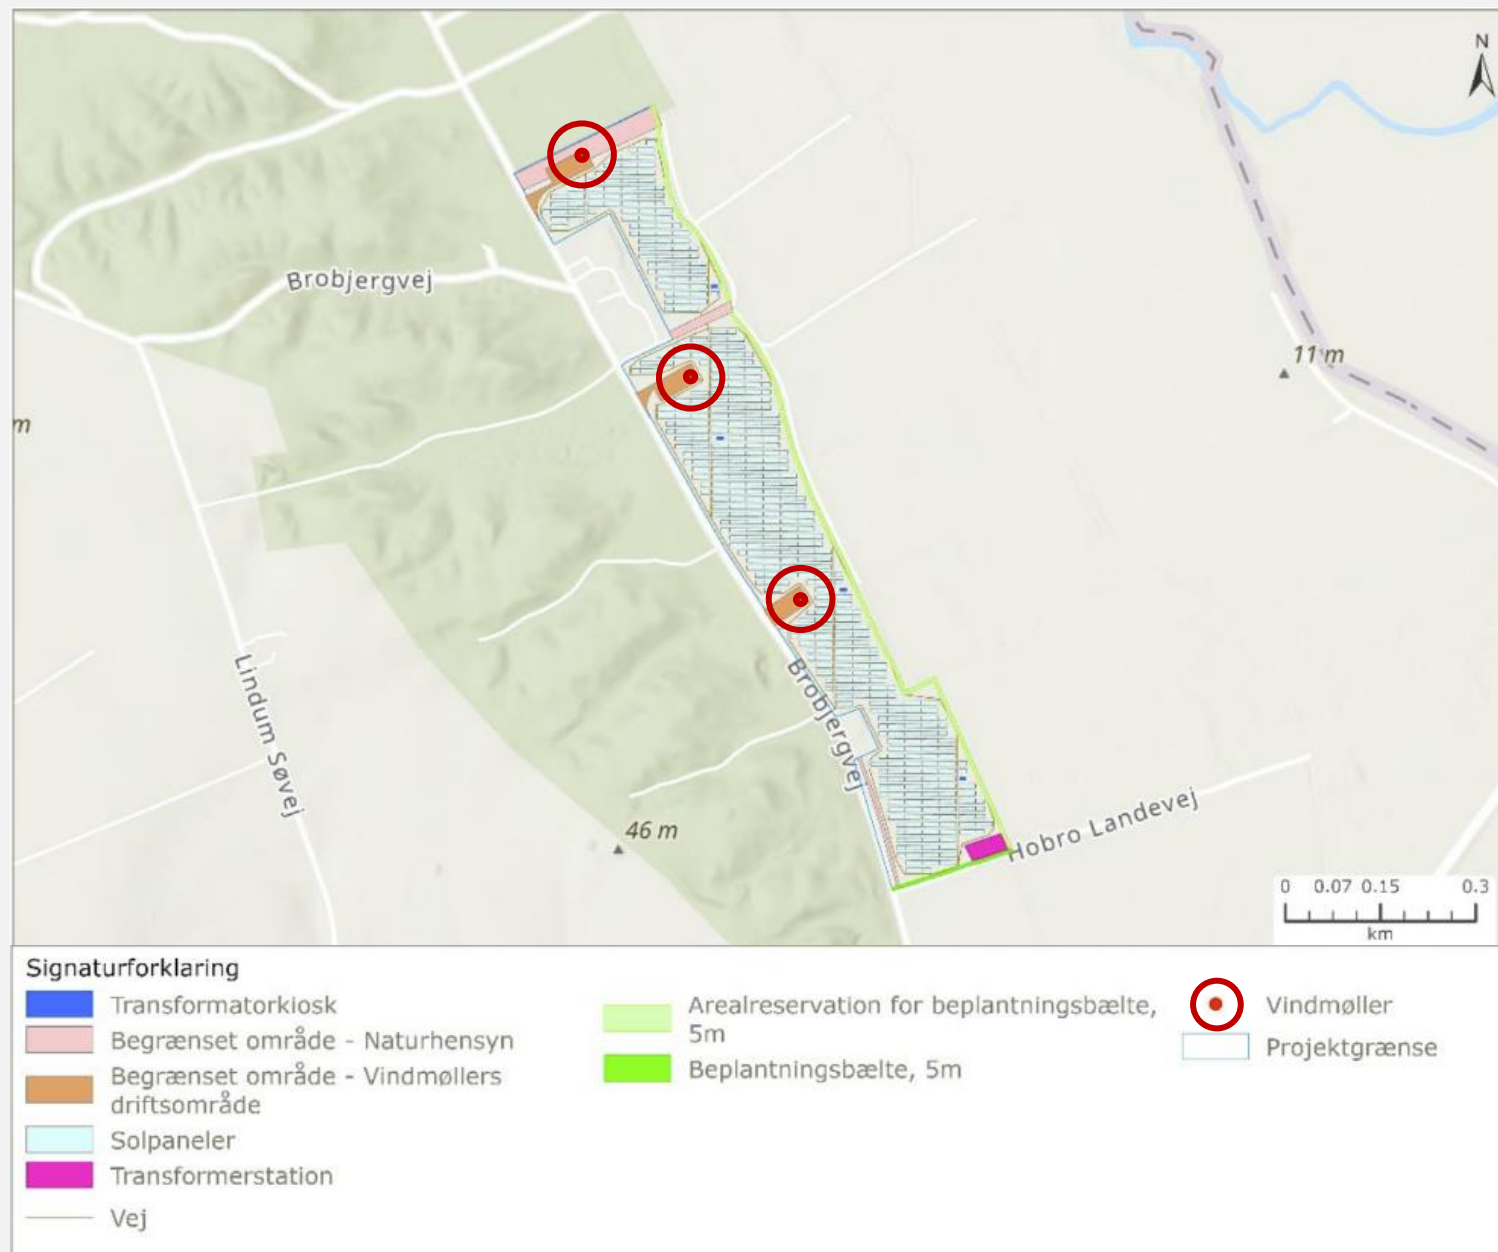 N
Brobjergvej
11 m
m
Brobjergvej
Lindum Søvej
46 m
Hobro Landevej
0 0.07 0.15 0.3
km
Signaturforklaring
Transformatorkiosk
Begrænset område - Naturhensyn
Begrænset område - Vindmøllers
driftsområde
Solpaneler
Transformerstation
Vej
Arealreservation for beplantningsbælte,
5m
Beplantningsbælte, 5m
Vindmøller
Projektgrænse